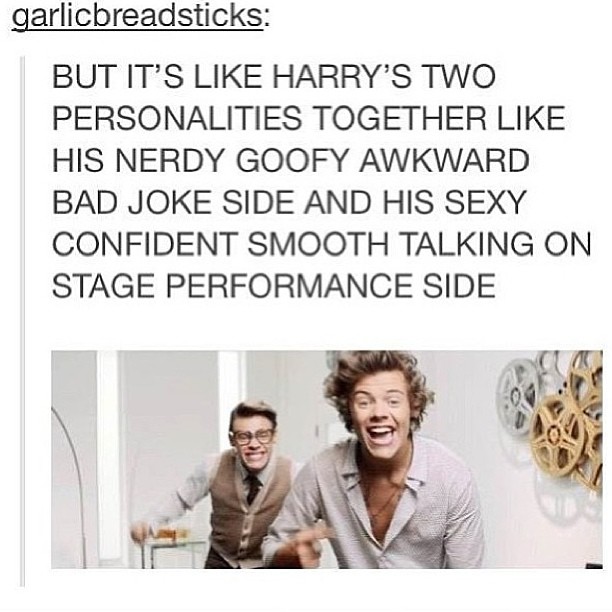 garlicbreadsticks:
BUT IT'S LIKE HARRY'S TWO
PERSONALITIES TOGETHER LIKE
HIS NERDY GOOFY AWKWARD
BAD JOKE SIDE AND HIS SEXY
CONFIDENT SMOOTH TALKING ON
STAGE PERFORMANCE SIDE